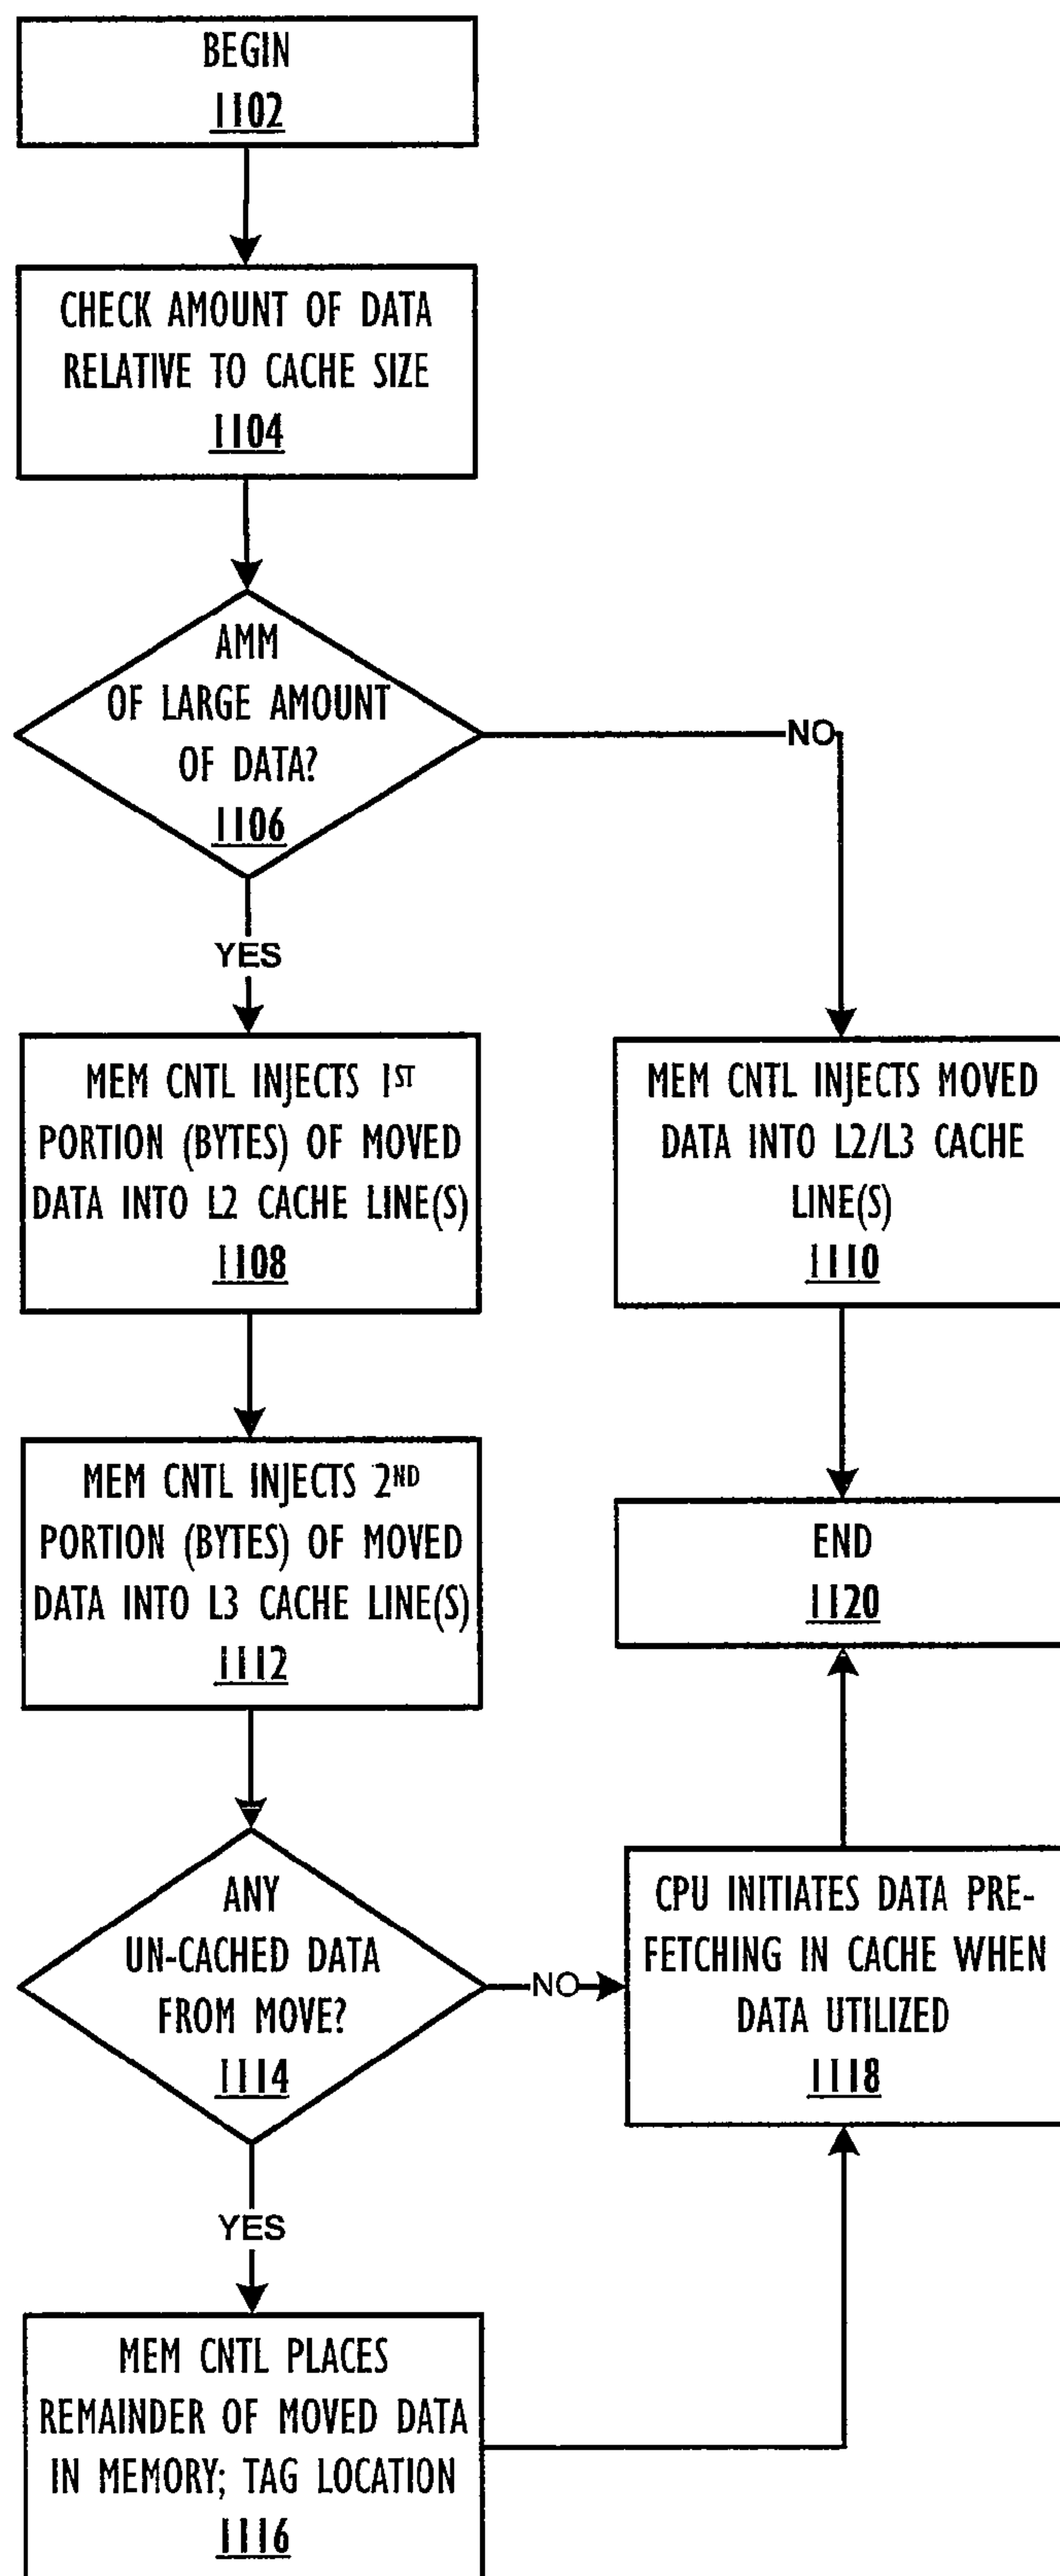 BEGIN
1102
CHECK AMOUNT OF DATA
RELATIVE TO CACHE SIZE
1104
AMM
OF LARGE AMOUNT
OF DATA?
1106
NO
YES
MEM CNTL INJECTS 1ST
PORTION (BYTES) OF MOVED
DATA INTO L2 CACHE LINE(S)
1108
MEM CNTL INJECTS MOVED
DATA INTO L2/L3 CACHE
LINE(S)
1110
MEM CNTL INJECTS 2ND
PORTION (BYTES) OF MOVED
DATA INTO L3 CACHE LINE(S)
1112
END
1120
ANY
UN-CACHED DATA
FROM MOVE?
1114
NO
CPU INITIATES DATA PRE-
FETCHING IN CACHE WHEN
DATA UTILIZED
1118
YES
MEM CNTL PLACES
REMAINDER OF MOVED DATA
IN MEMORY; TAG LOCATION
1116